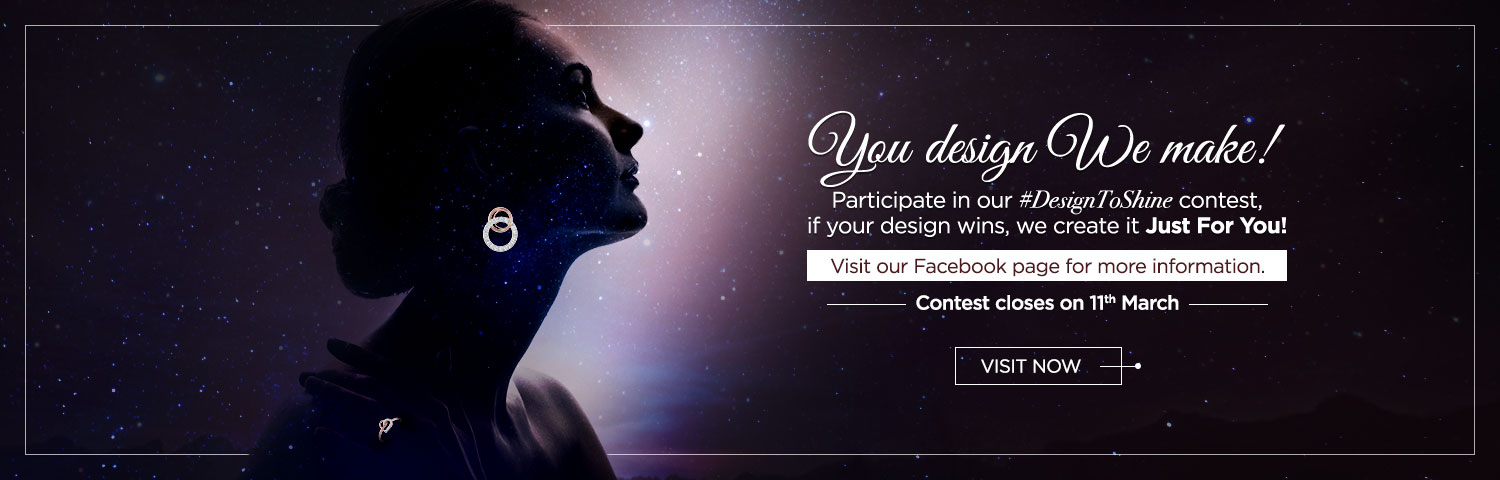 You design We make!
Participate in our #DesignToShine contest,
if your design wins, we create it Just For You!
Visit our Facebook page for more information.
Contest closes on 11th March
VISIT NOW